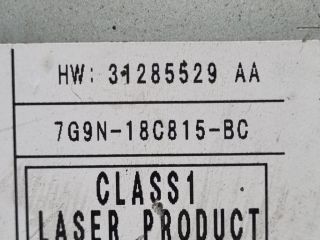 HW: 31285529 AA
7G9N-18C815-BC
CLASS1
LASER PRODUCT